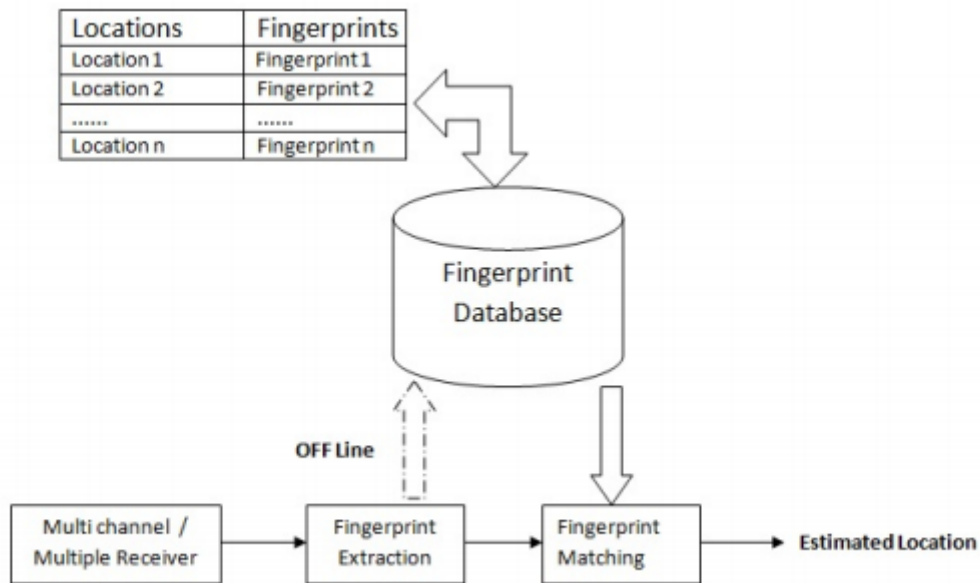 Locations Fingerprints
Location 1 Fingerprint 1
Location 2 Fingerprint 2
...... ......
Location n Fingerprint n
Fingerprint
Database
OFF Line
Multi channel /
Multiple Receiver
Fingerprint
Extraction
Fingerprint
Matching
Estimated Location